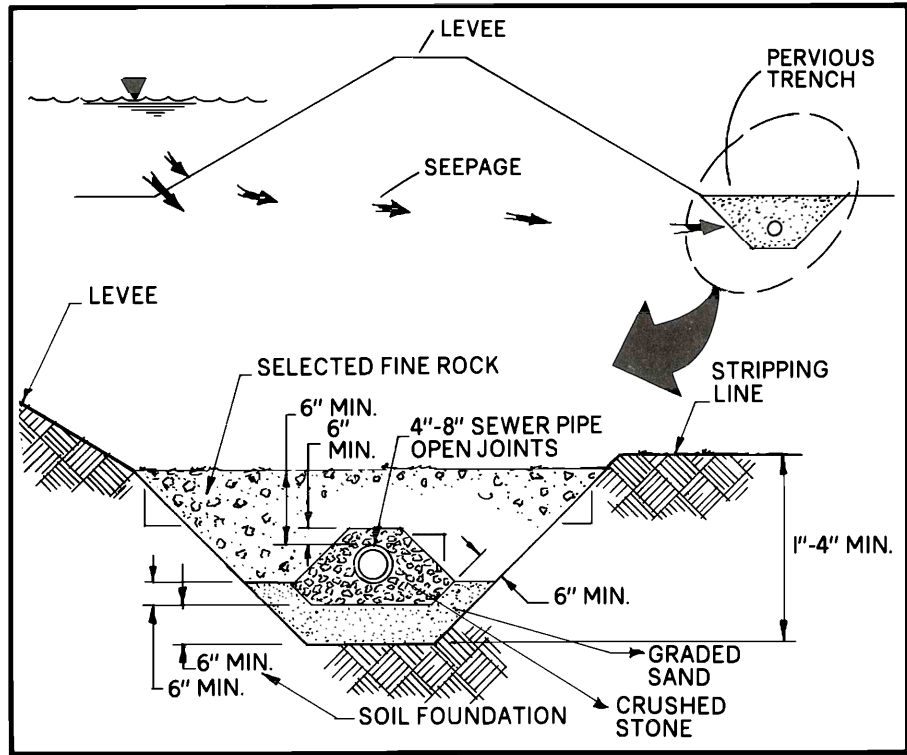 LEVEE
PERVIOUS
TRENCH
SEEPAGE
LEVEE
SELECTED FINE ROCK
STRIPPING
LINE
6" MIN.
6"
MIN.
4"-8" SEWER PIPE
OPEN JOINTS
1"-4" MIN.
6" MIN.
6" MIN.
6" MIN.
GRADED
SAND
SOIL FOUNDATION
CRUSHED
STONE